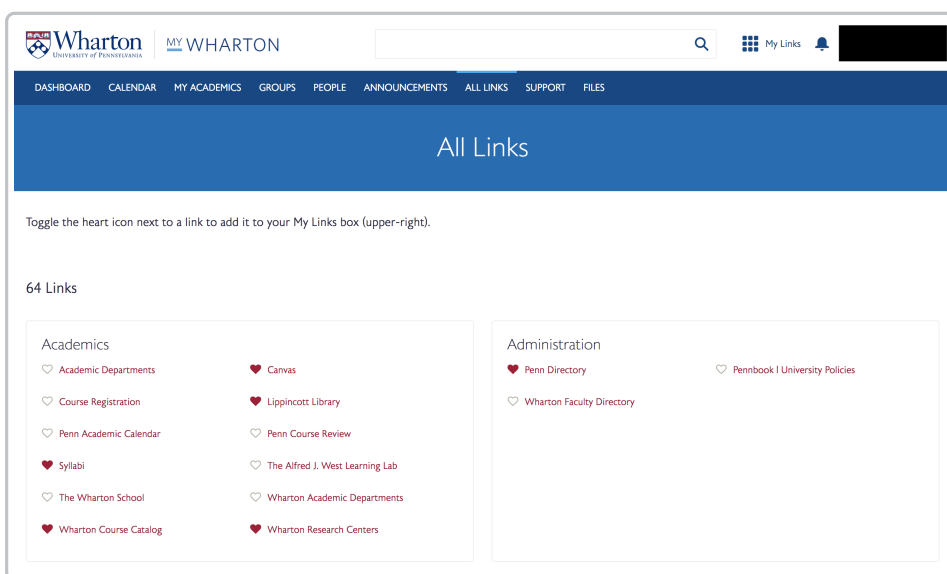 Wharton
UNIVERSITY of PENNSYLVANIA
MY WHARTON
My Links
DASHBOARD CALENDAR MY ACADEMICS GROUPS PEOPLE ANNOUNCEMENTS ALL LINKS SUPPORT FILES
All Links
Toggle the heart icon next to a link to add it to your My Links box (upper-right).
64 Links
Academics
Academic Departments Canvas
Course Registration Lippincott Library
Penn Academic Calendar Penn Course Review
Syllabi The Alfred J. West Learning Lab
The Wharton School Wharton Academic Departments
Wharton Course Catalog Wharton Research Centers
Administration
Penn Directory Pennbook | University Policies
Wharton Faculty Directory